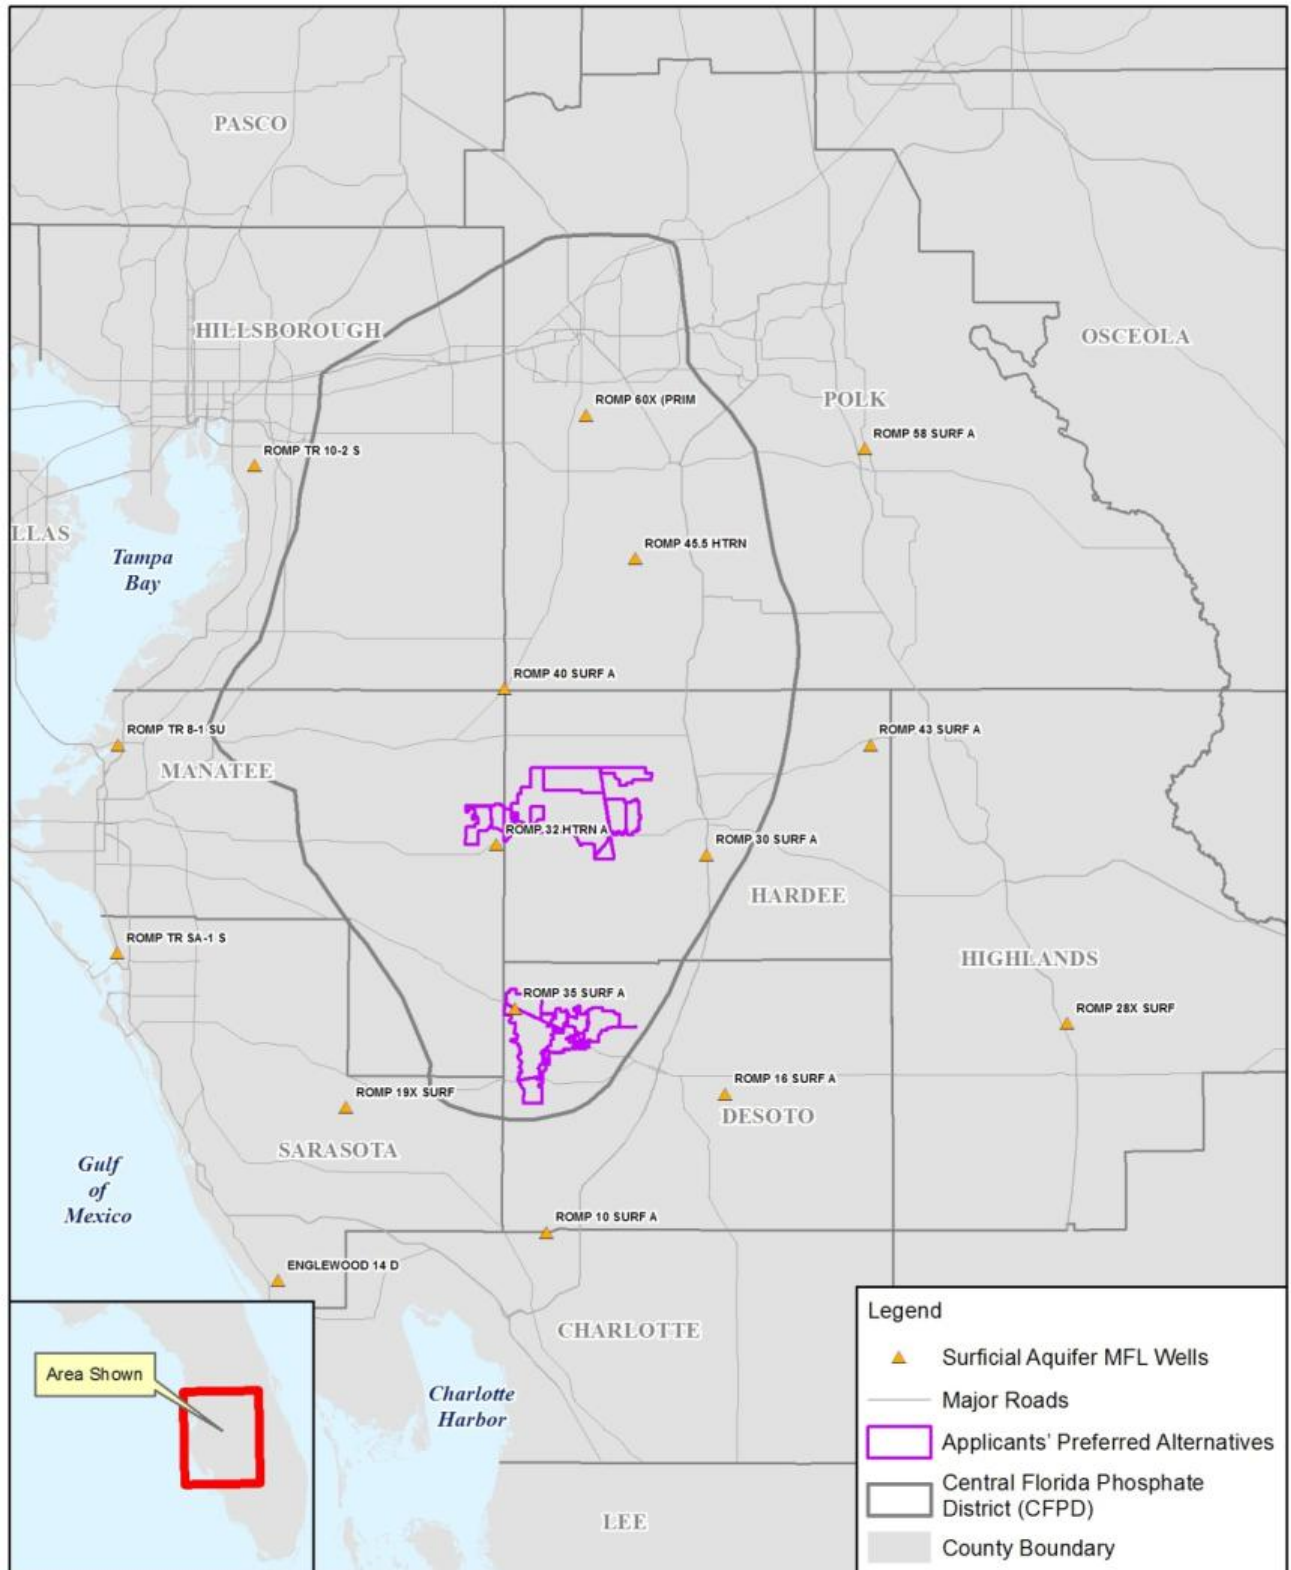 PASCO
HILLSBOROUGH
OSCEOLA
POLK
ROMP 60X (PRIM
ROMP 58 SURF A
ROMP TR 10-2 S
LLAS
Tampa
Bay
ROMP 45.5 HTRN
ROMP 40 SURF A
ROMP TR 8-1 SU
ROMP 43 SURF A
MANATEE
ROMP 32 HTRN A
ROMP 30 SURF A
HARDEE
ROMP TR SA-1 S
HIGHLANDS
ROMP 35 SURF A
ROMP 28X SURF
ROMP 19X SURF
ROMP 16 SURF A
DESOTO
SARASOTA
Gulf
of
Mexico
ROMP 10 SURF A
ENGLEWOOD 14 D
CHARLOTTE
Charlotte
Harbor
LEE
Area Shown
Legend
Surficial Aquifer MFL Wells
Major Roads
Applicants' Preferred Alternatives
Central Florida Phosphate
District (CFPD)
County Boundary